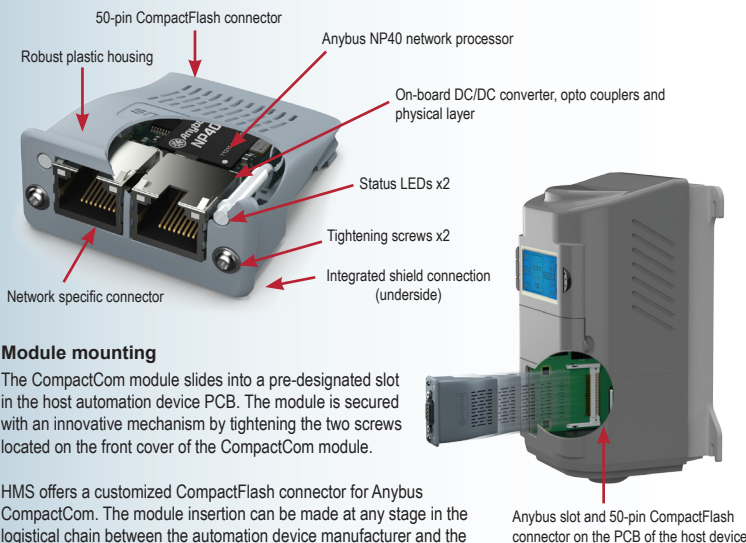 50-pin CompactFlash connector
Anybus NP40 network processor
Robust plastic housing
On-board DC/DC converter, opto couplers and
physical layer
Anybus
NP40
Status LEDs x2
Tightening screws x2
Integrated shield connection
(underside)
Network specific connector
Module mounting
The CompactCom module slides into a pre-designated slot
in the host automation device PCB. The module is secured
with an innovative mechanism by tightening the two screws
located on the front cover of the CompactCom module.
HMS offers a customized CompactFlash connector for Anybus
CompactCom. The module insertion can be made at any stage in the
logistical chain between the automation device manufacturer and the
Anybus slot and 50-pin CompactFlash
connector on the PCB of the host device